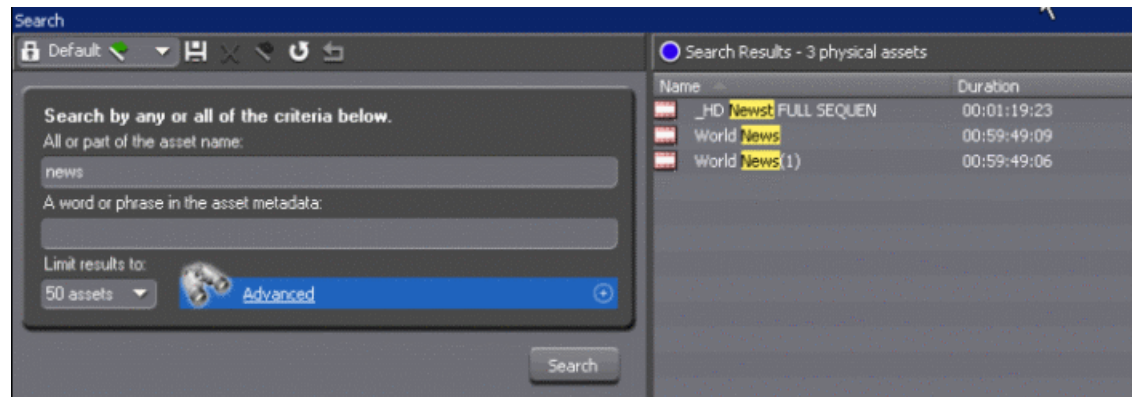 Search
Default
Search by any or all of the criteria below.
All or part of the asset name:
news
A word or phrase in the asset metadata:
Limit results to:
50 assets
Advanced
Search
Search Results - 3 physical assets
Name Duration
_HD Newst FULL SEQUEN 00:01:19:23
World News 00:59:49:09
World News(1) 00:59:49:06